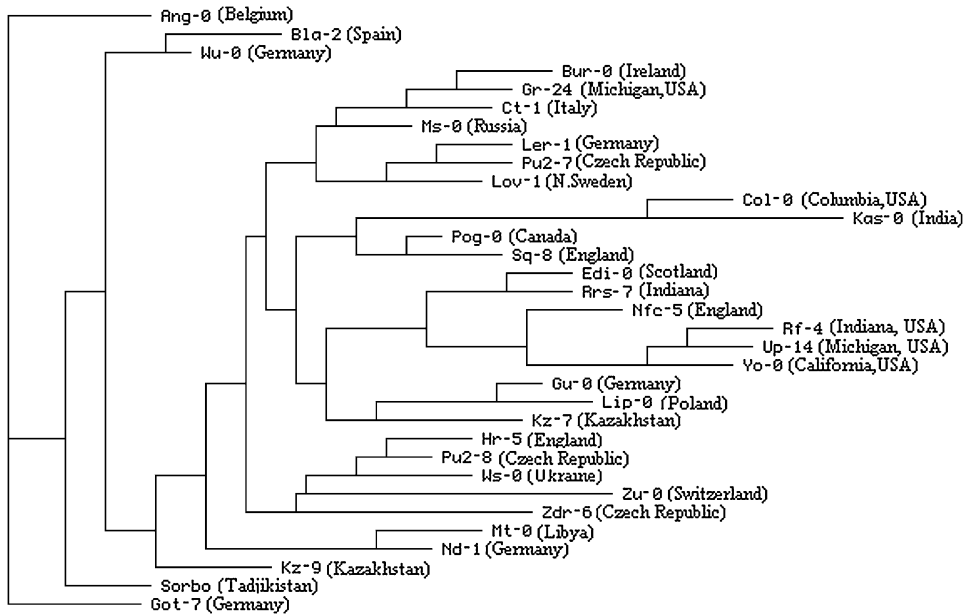 Ang-0 (Belgium)
Bla-2 (Spain)
Wu-0 (Germany)
Bur-0 (Ireland)
Gr-24 (Michigan,USA)
Ct-1 (Italy)
Ms-0 (Russia)
Ler-1 (Germany)
Pu2-7 (Czech Republic)
Lov-1 (N.Sweden)
Col-0 (Columbia,USA)
Kas-0 (India)
Pog-0 (Canada)
Sq-8 (England)
Edi-0 (Scotland)
Rrs-7 (Indiana)
Nfc-5 (England)
Rf-4 (Indiana, USA)
Up-14 (Michigan, USA)
Yo-0 (California,USA)
Gu-0 (Germany)
Lip-0 (Poland)
Kz-7 (Kazakhstan)
Hr-5 (England)
Pu2-8 (Czech Republic)
Ws-0 (Ukraine)
Zu-0 (Switzerland)
Zdr-6 (Czech Republic)
Mt-0 (Libya)
Nd-1 (Germany)
Kz-9 (Kazakhstan)
Sorbo (Tadjikistan)
Got-7 (Germany)